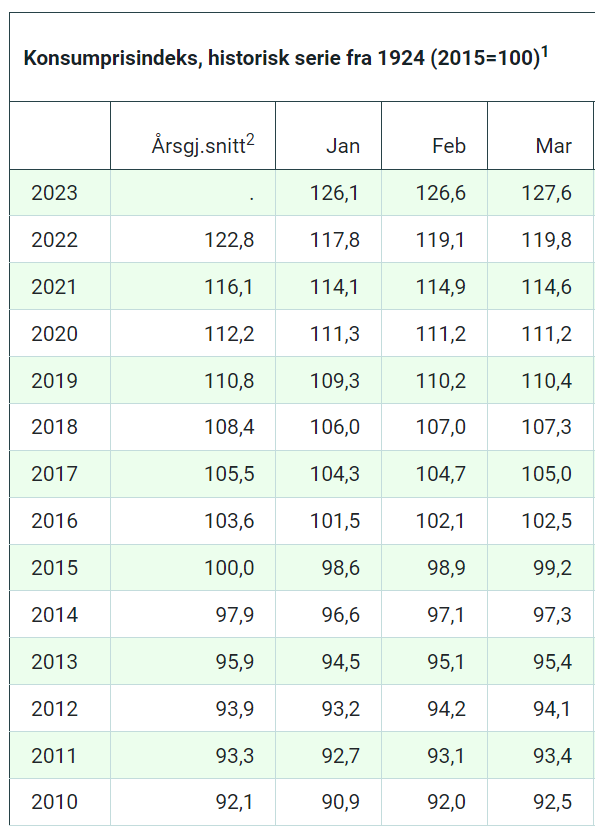 Konsumprisindeks, historisk serie fra 1924 (2015=100)1
Årsgj.snitt2 Jan Feb Mar
2023 . 126,1 126,6 127,6
2022 122,8 117,8 119,1 119,8
2021 116,1 114,1 114,9 114,6
2020 112,2 111,3 111,2 111,2
2019 110,8 109,3 110,2 110,4
2018 108,4 106,0 107,0 107,3
2017 105,5 104,3 104,7 105,0
2016 103,6 101,5 102,1 102,5
2015 100,0 98,6 98,9 99,2
2014 97,9 96,6 97,1 97,3
2013 95,9 94,5 95,1 95,4
2012 93,9 93,2 94,2 94,1
2011 93,3 92,7 93,1 93,4
2010 92,1 90,9 92,0 92,5